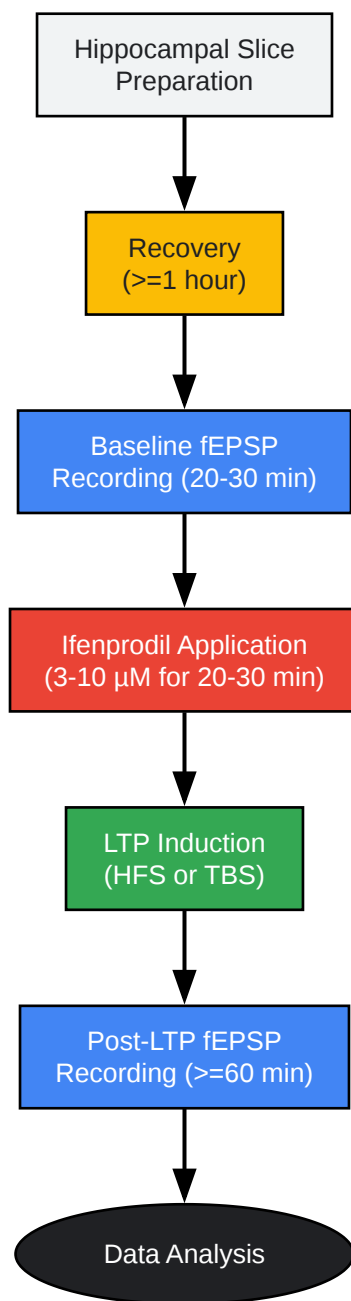 Hippocampal Slice
Preparation
Recovery
(>=1 hour)
Baseline fEPSP
Recording (20-30 min)
Ifenprodil Application
(3-10 µM for 20-30 min)
LTP Induction
(HFS or TBS)
Post-LTP fEPSP
Recording (>=60 min)
Data Analysis